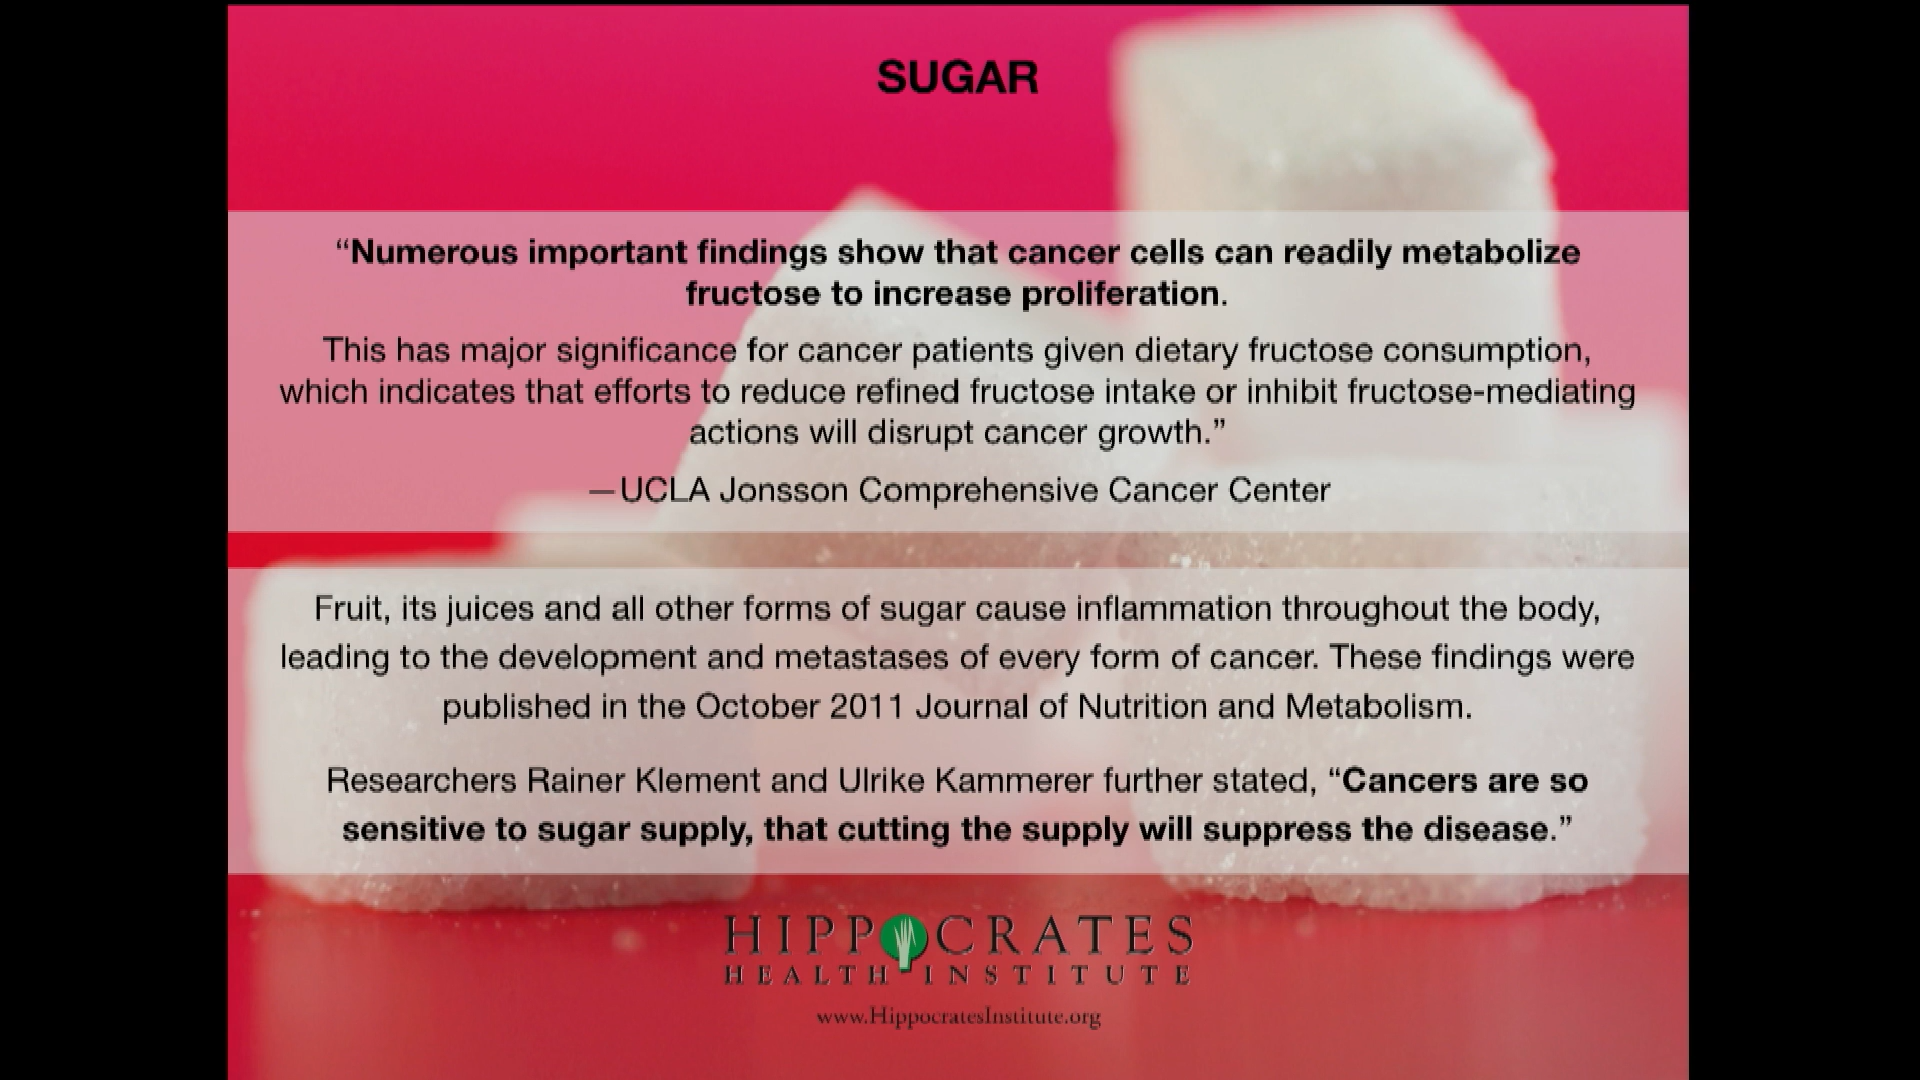 SUGAR
“Numerous important findings show that cancer cells can readily metabolize
fructose to increase proliferation.
This has major significance for cancer patients given dietary fructose consumption,
which indicates that efforts to reduce refined fructose intake or inhibit fructose-mediating
actions will disrupt cancer growth.”
—UCLA Jonsson Comprehensive Cancer Center
Fruit, its juices and all other forms of sugar cause inflammation throughout the body,
leading to the development and metastases of every form of cancer. These findings were
published in the October 2011 Journal of Nutrition and Metabolism.
Researchers Rainer Klement and Ulrike Kammerer further stated, “Cancers are so
sensitive to sugar supply, that cutting the supply will suppress the disease.”
HIPPOCRATES
HEALTH INSTITUTE
www.HippocratesInstitute.org